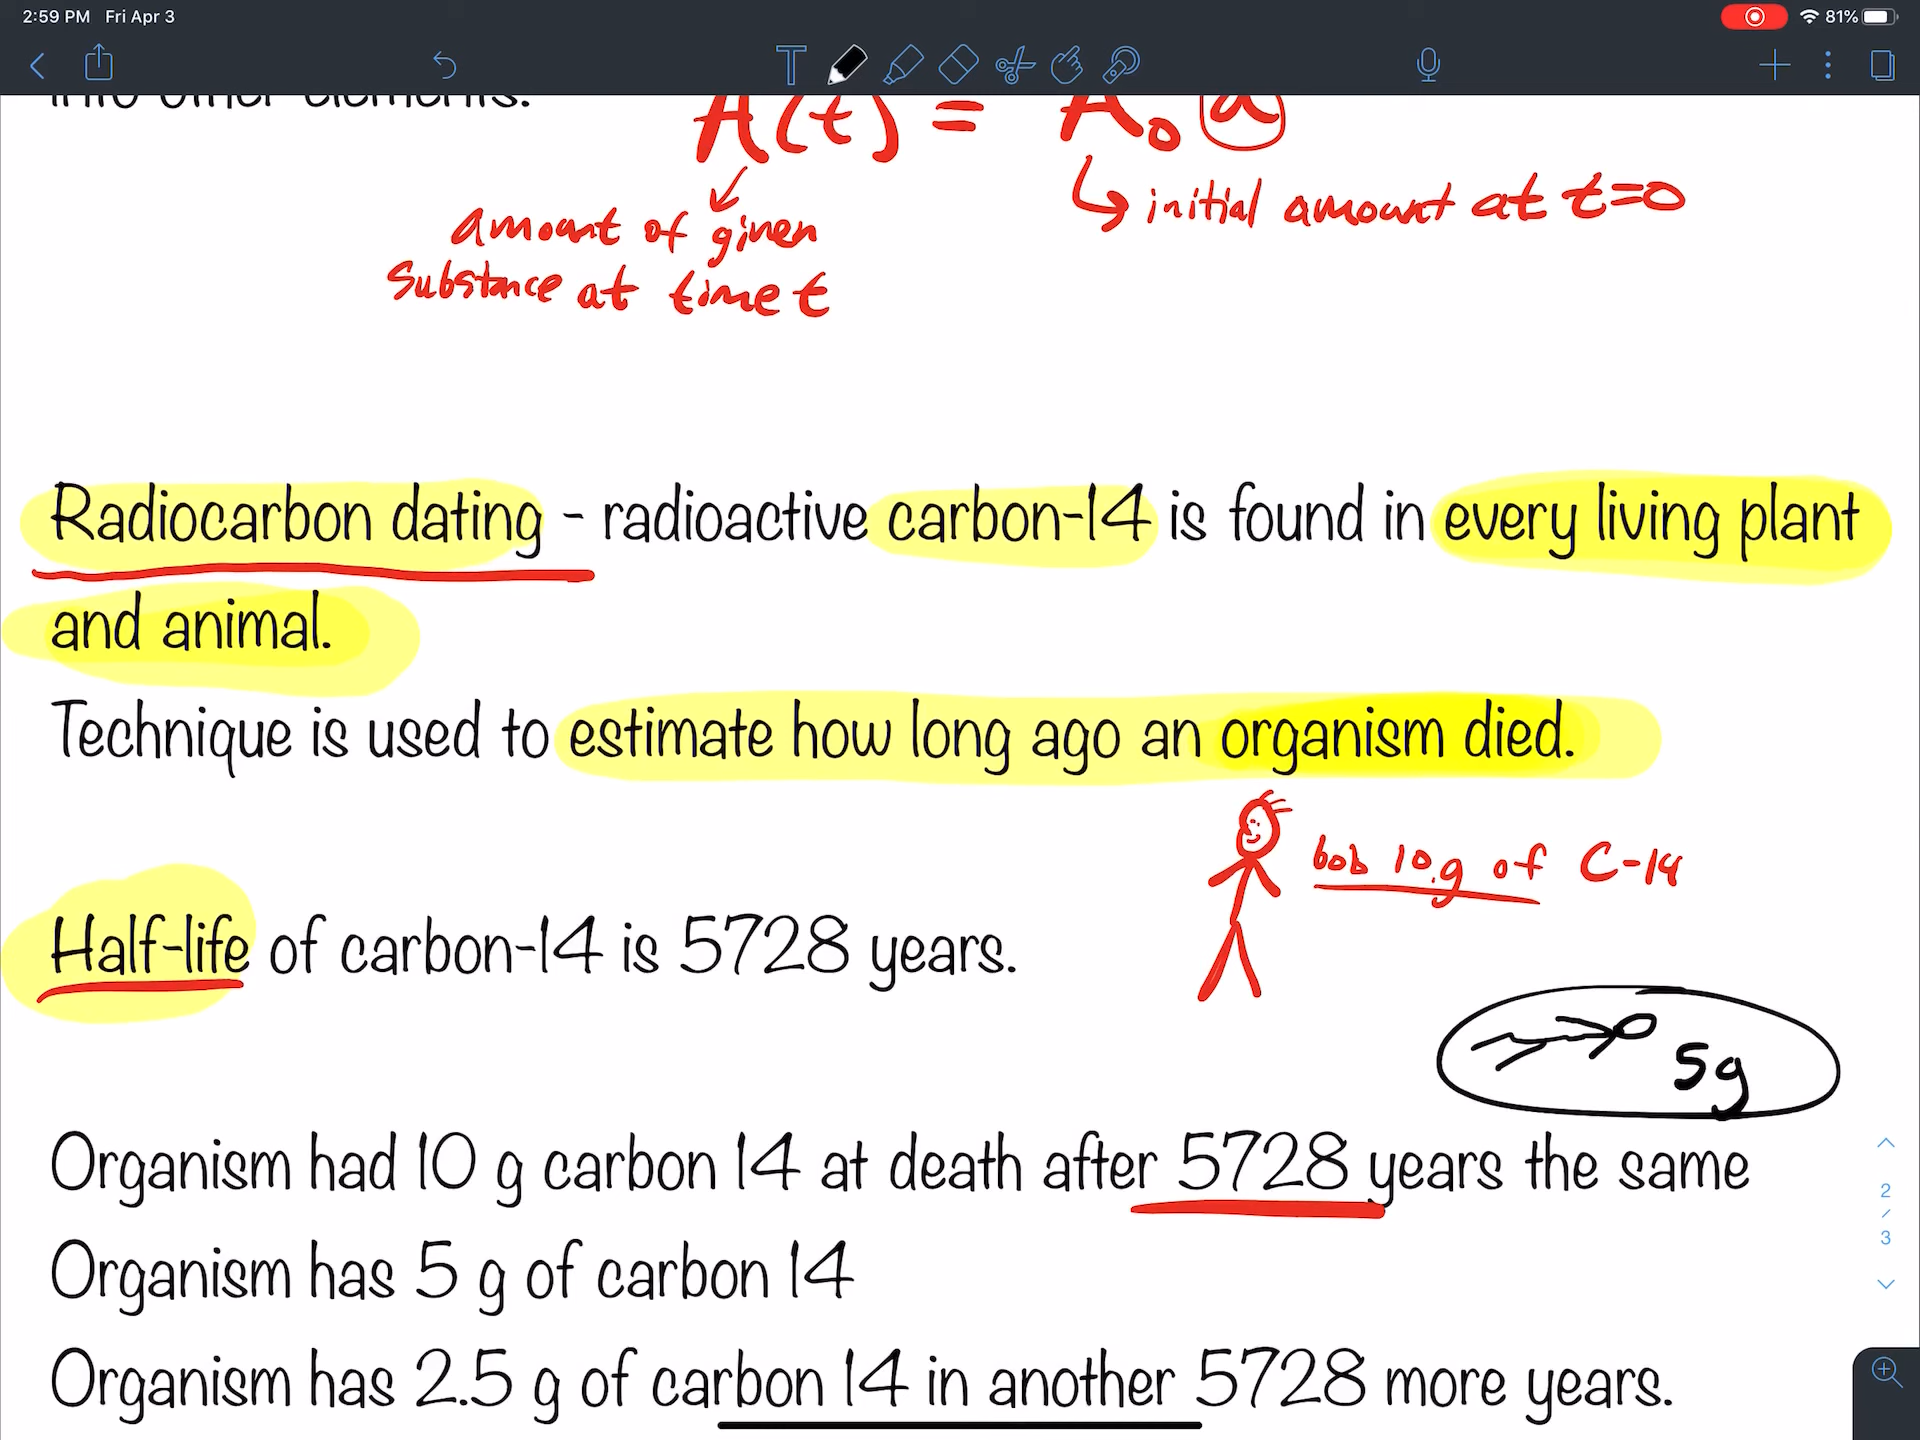 2:59 PM Fri Apr 3
81%
into other elements.
A(t) = A₀ a
initial amount at t=0
amount of given
substance at time t
Radiocarbon dating - radioactive carbon-14 is found in every living plant
and animal.
Technique is used to estimate how long ago an organism died.
bob 10.g of C-14
Half-life of carbon-14 is 5728 years.
5g
Organism had 10 g carbon 14 at death after 5728 years the same
Organism has 5 g of carbon 14
Organism has 2.5 g of carbon 14 in another 5728 more years.
2
/
3